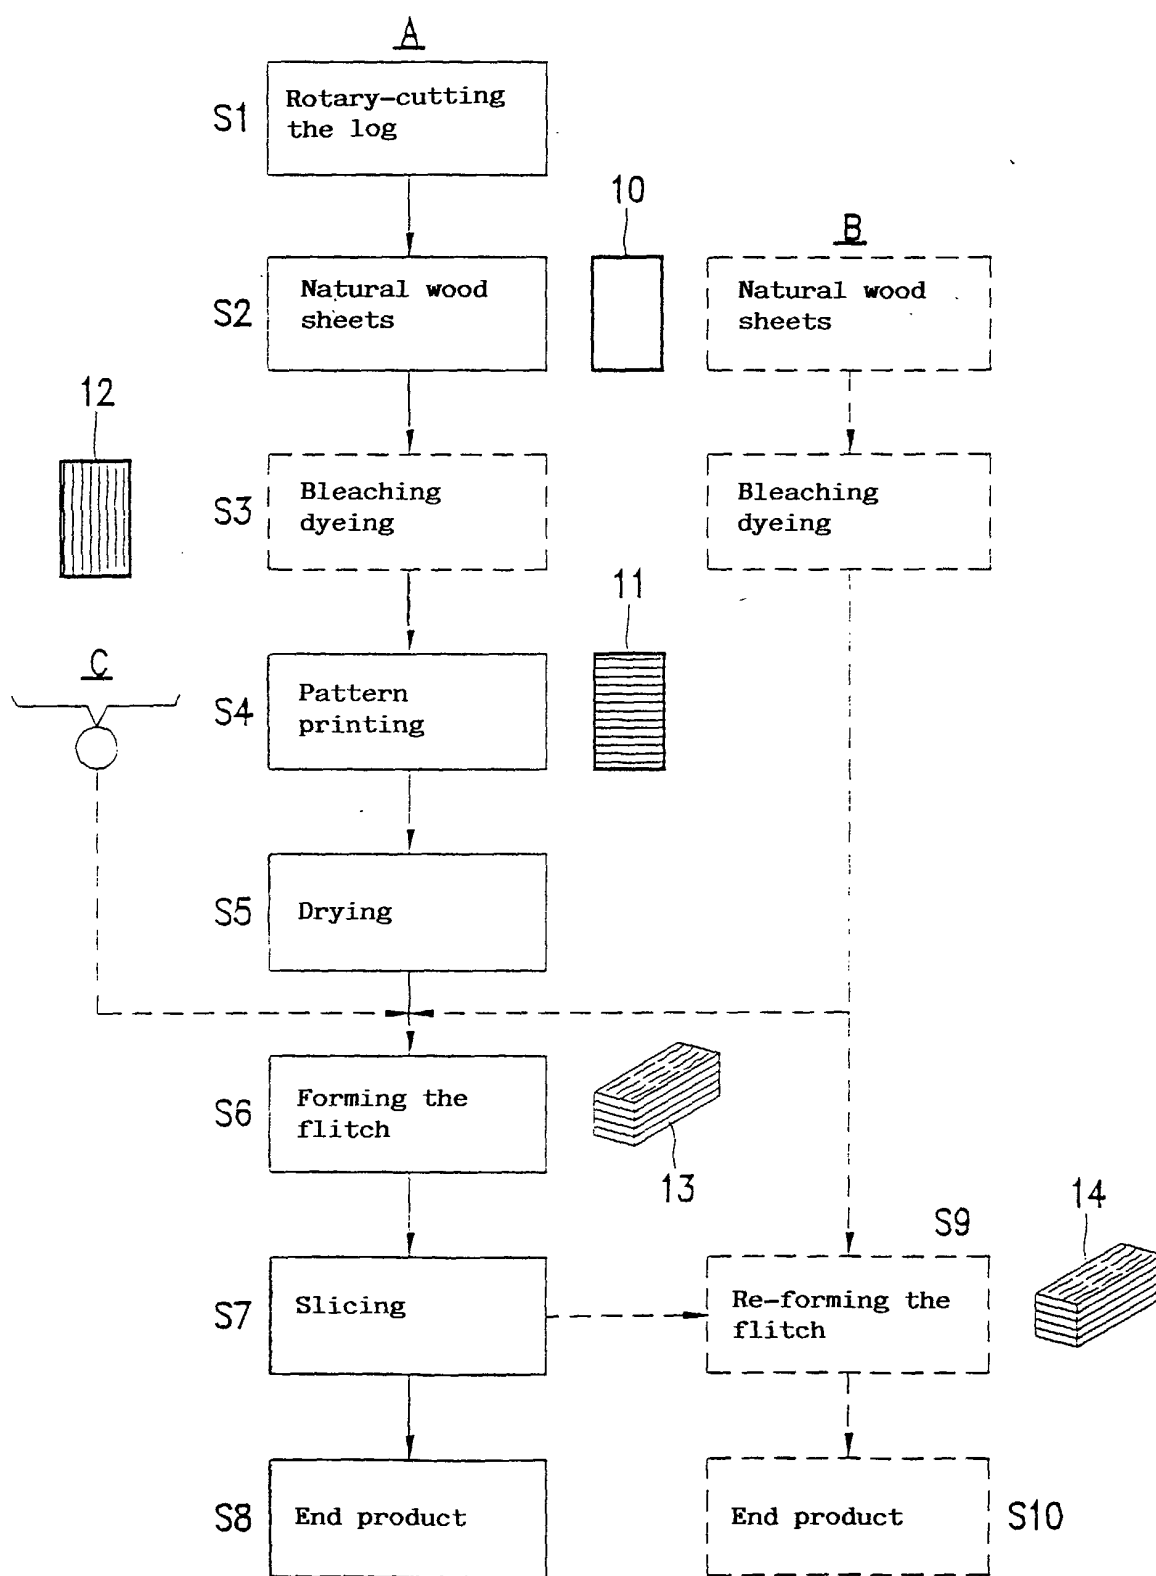 A
S1
Rotary-cutting
the log
10
B
S2
Natural wood
sheets
Natural wood
sheets
12
S3
Bleaching
dyeing
Bleaching
dyeing
11
C
S4
Pattern
printing
S5
Drying
S6
Forming the
flitch
13
14
S9
S7
Slicing
Re-forming the
flitch
S8
End product
End product
S10